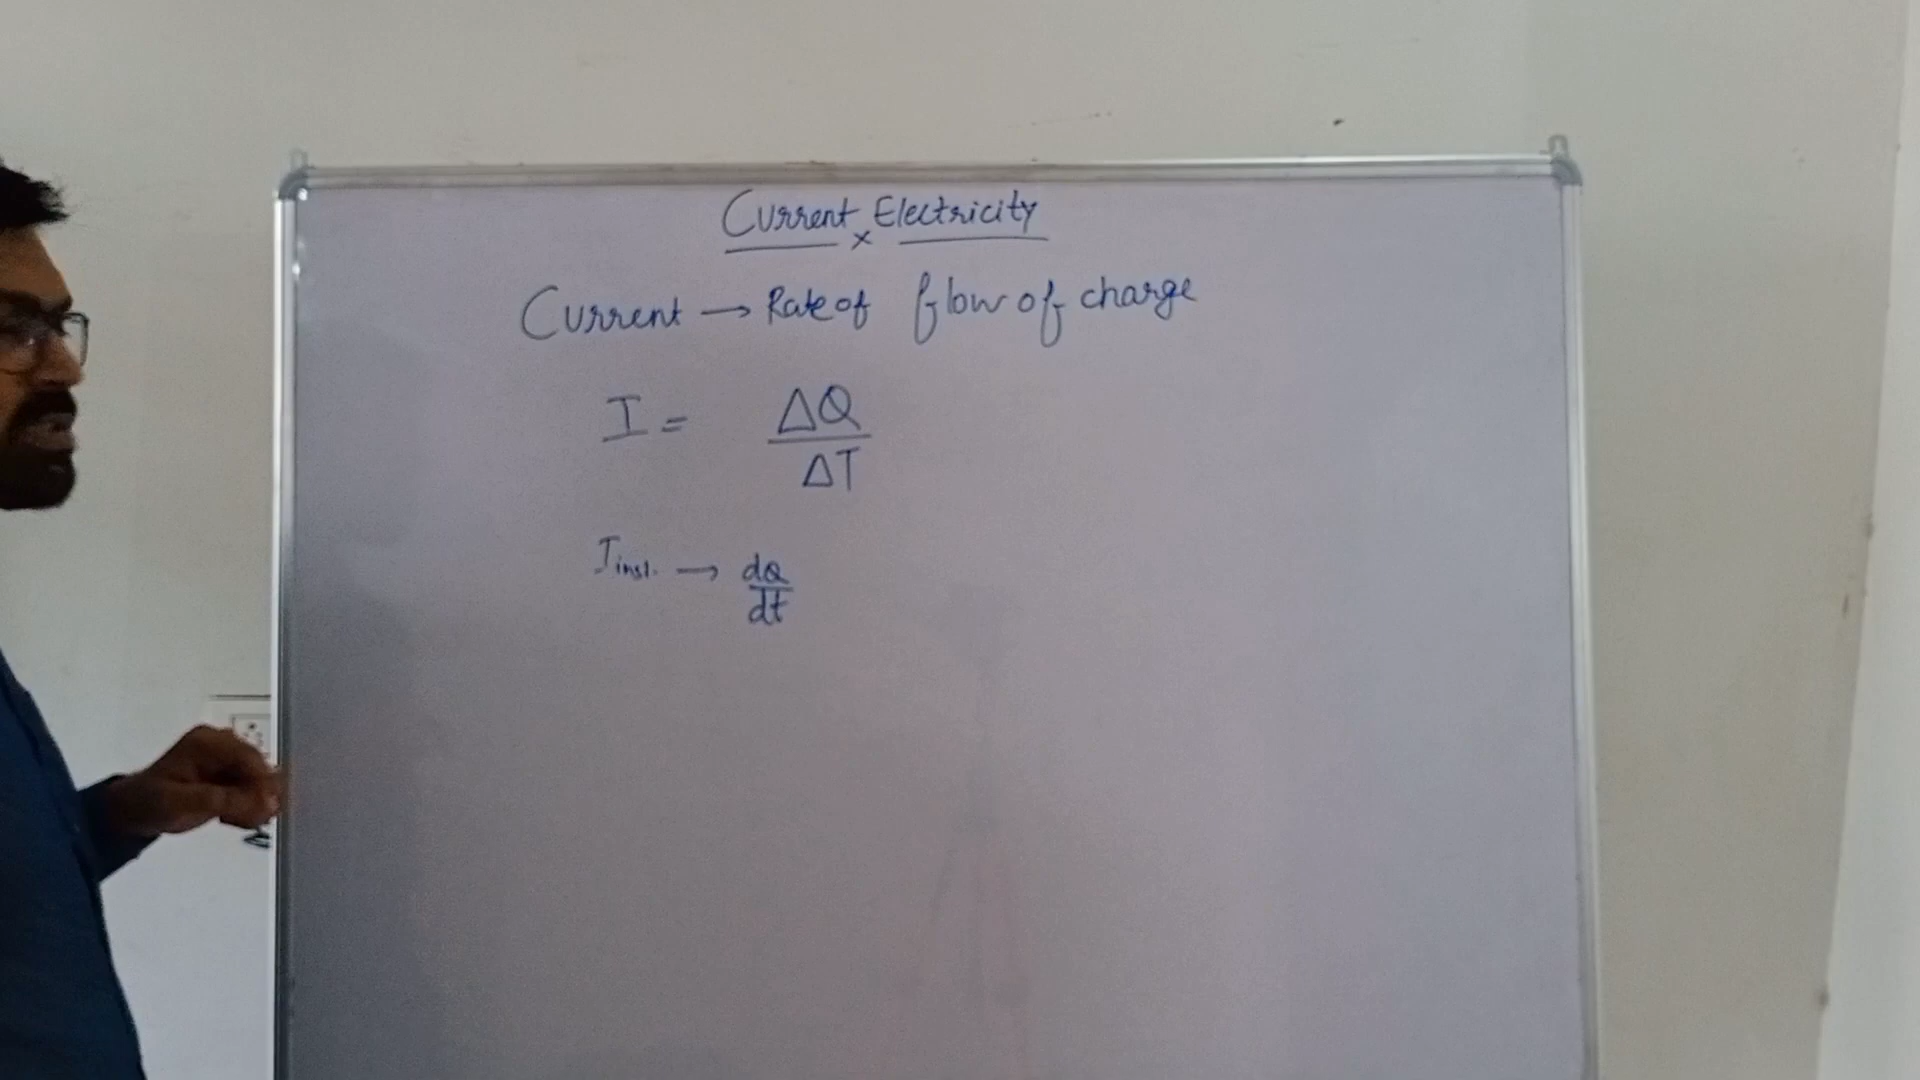 Current Electricity
x
Current → Rate of flow of charge
I = ΔQ
ΔT
Iinst. → dQ
dt